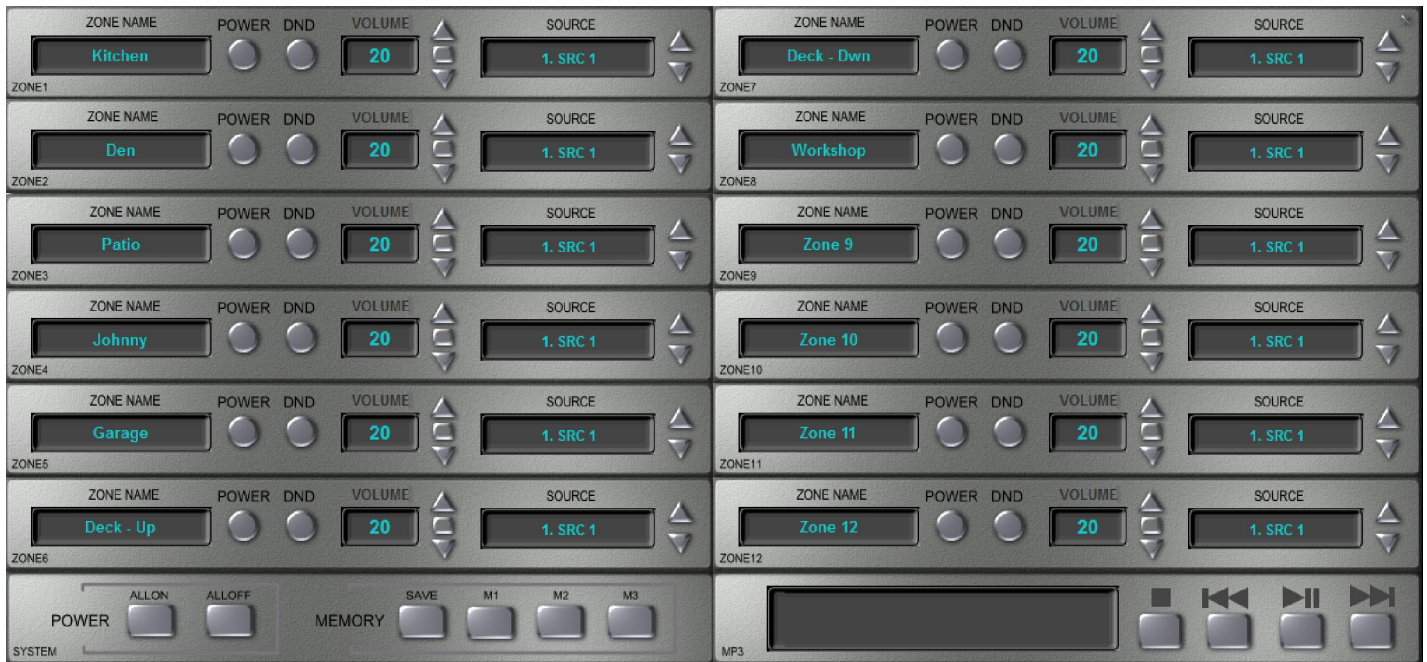 ZONE NAME POWER DND VOLUME SOURCE
Kitchen 20 1. SRC 1
ZONE1
ZONE NAME POWER DND VOLUME SOURCE
Den 20 1. SRC 1
ZONE2
ZONE NAME POWER DND VOLUME SOURCE
Patio 20 1. SRC 1
ZONE3
ZONE NAME POWER DND VOLUME SOURCE
Johnny 20 1. SRC 1
ZONE4
ZONE NAME POWER DND VOLUME SOURCE
Garage 20 1. SRC 1
ZONE5
ZONE NAME POWER DND VOLUME SOURCE
Deck - Up 20 1. SRC 1
ZONE6
ALLON ALLOFF SAVE M1 M2 M3
POWER MEMORY
SYSTEM
ZONE NAME POWER DND VOLUME SOURCE
Deck - Dwn 20 1. SRC 1
ZONE7
ZONE NAME POWER DND VOLUME SOURCE
Workshop 20 1. SRC 1
ZONE8
ZONE NAME POWER DND VOLUME SOURCE
Zone 9 20 1. SRC 1
ZONE9
ZONE NAME POWER DND VOLUME SOURCE
Zone 10 20 1. SRC 1
ZONE10
ZONE NAME POWER DND VOLUME SOURCE
Zone 11 20 1. SRC 1
ZONE11
ZONE NAME POWER DND VOLUME SOURCE
Zone 12 20 1. SRC 1
ZONE12
MP3